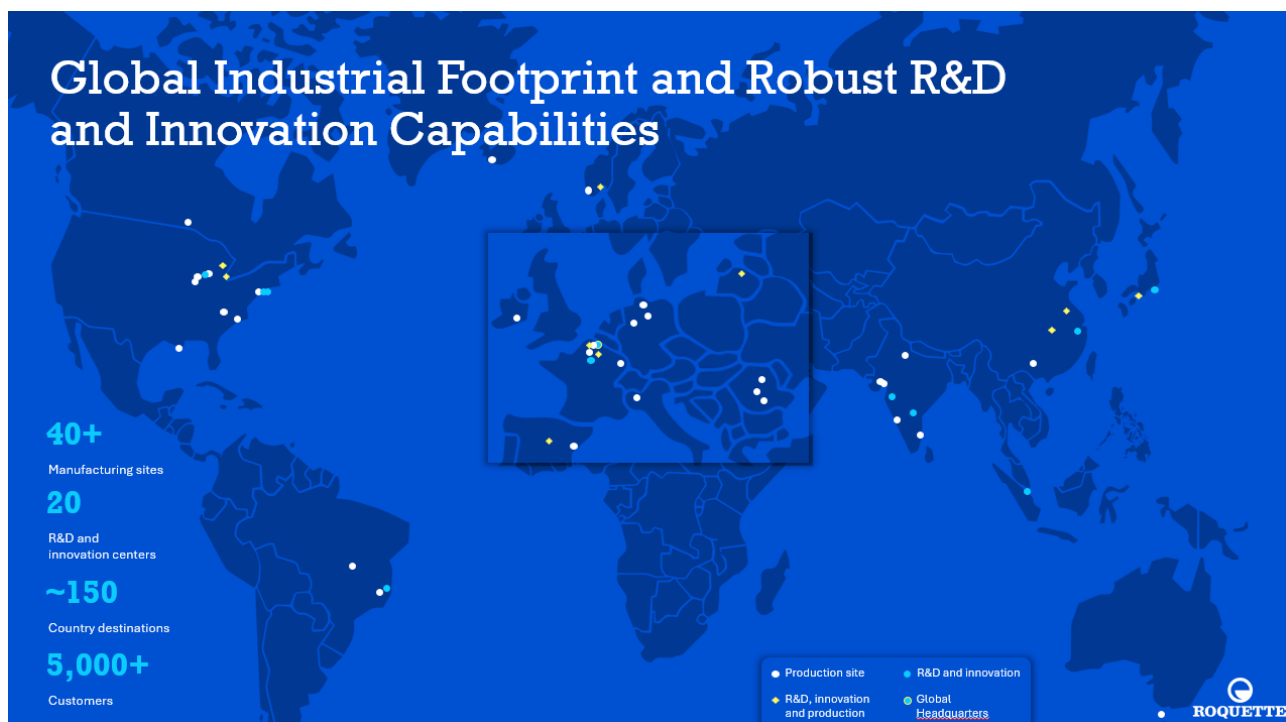 Global Industrial Footprint and Robust R&D
and Innovation Capabilities
40+
Manufacturing sites
20
R&D and
innovation centers
~150
Country destinations
5,000+
Customers
Production site
R&D and innovation
R&D, innovation
and production
Global
Headquarters
ROQUETTE